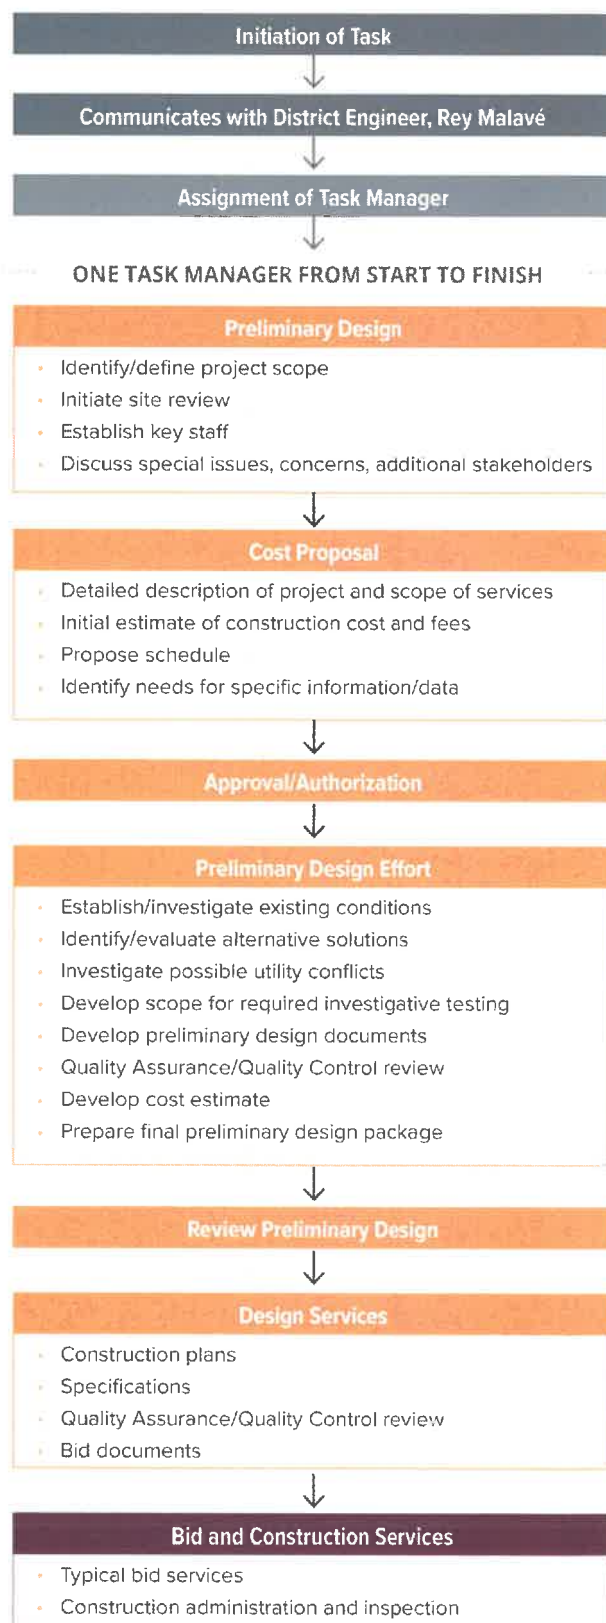 Initiation of Task
Communicates with District Engineer, Rey Malavé
Assignment of Task Manager
ONE TASK MANAGER FROM START TO FINISH
Preliminary Design
• Identify/define project scope
• Initiate site review
• Establish key staff
• Discuss special issues, concerns, additional stakeholders
Cost Proposal
• Detailed description of project and scope of services
• Initial estimate of construction cost and fees
• Propose schedule
• Identify needs for specific information/data
Approval/Authorization
Preliminary Design Effort
• Establish/investigate existing conditions
• Identify/evaluate alternative solutions
• Investigate possible utility conflicts
• Develop scope for required investigative testing
• Develop preliminary design documents
• Quality Assurance/Quality Control review
• Develop cost estimate
• Prepare final preliminary design package
Review Preliminary Design
Design Services
• Construction plans
• Specifications
• Quality Assurance/Quality Control review
• Bid documents
Bid and Construction Services
• Typical bid services
• Construction administration and inspection